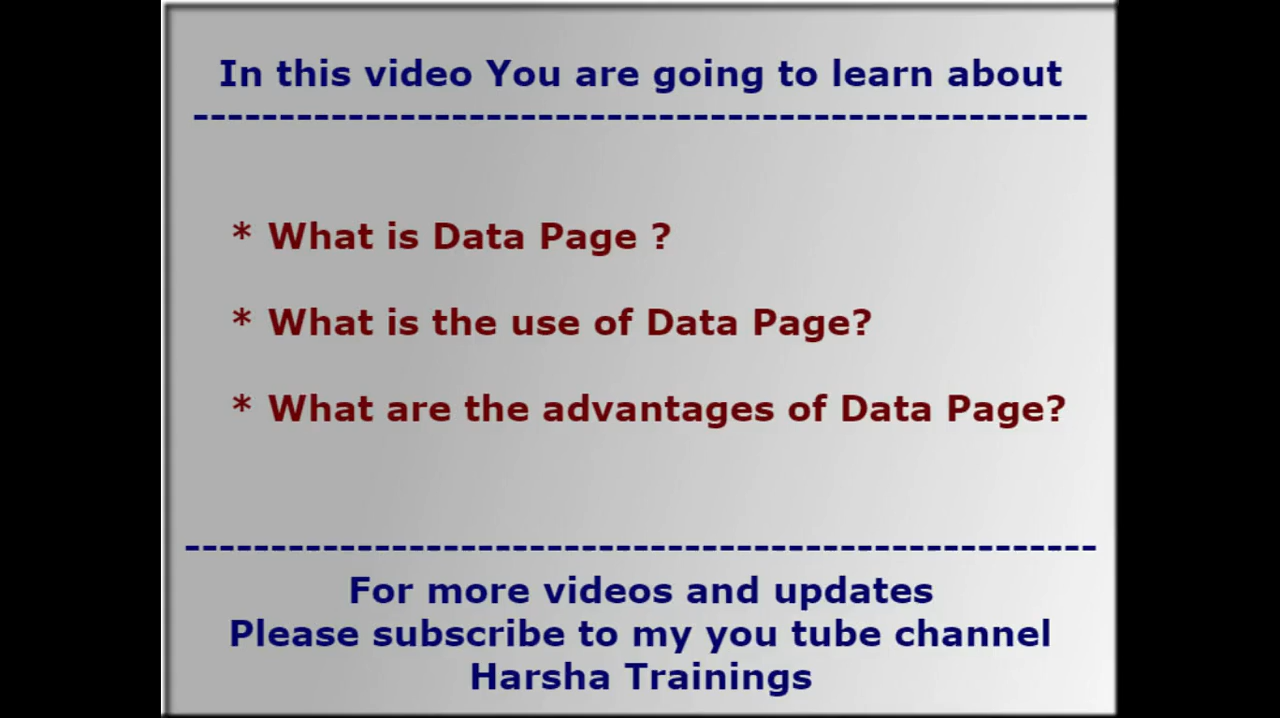 In this video You are going to learn about
----------------------------------------------------
* What is Data Page ?
* What is the use of Data Page?
* What are the advantages of Data Page?
-----------------------------------------------------
For more videos and updates
Please subscribe to my you tube channel
Harsha Trainings